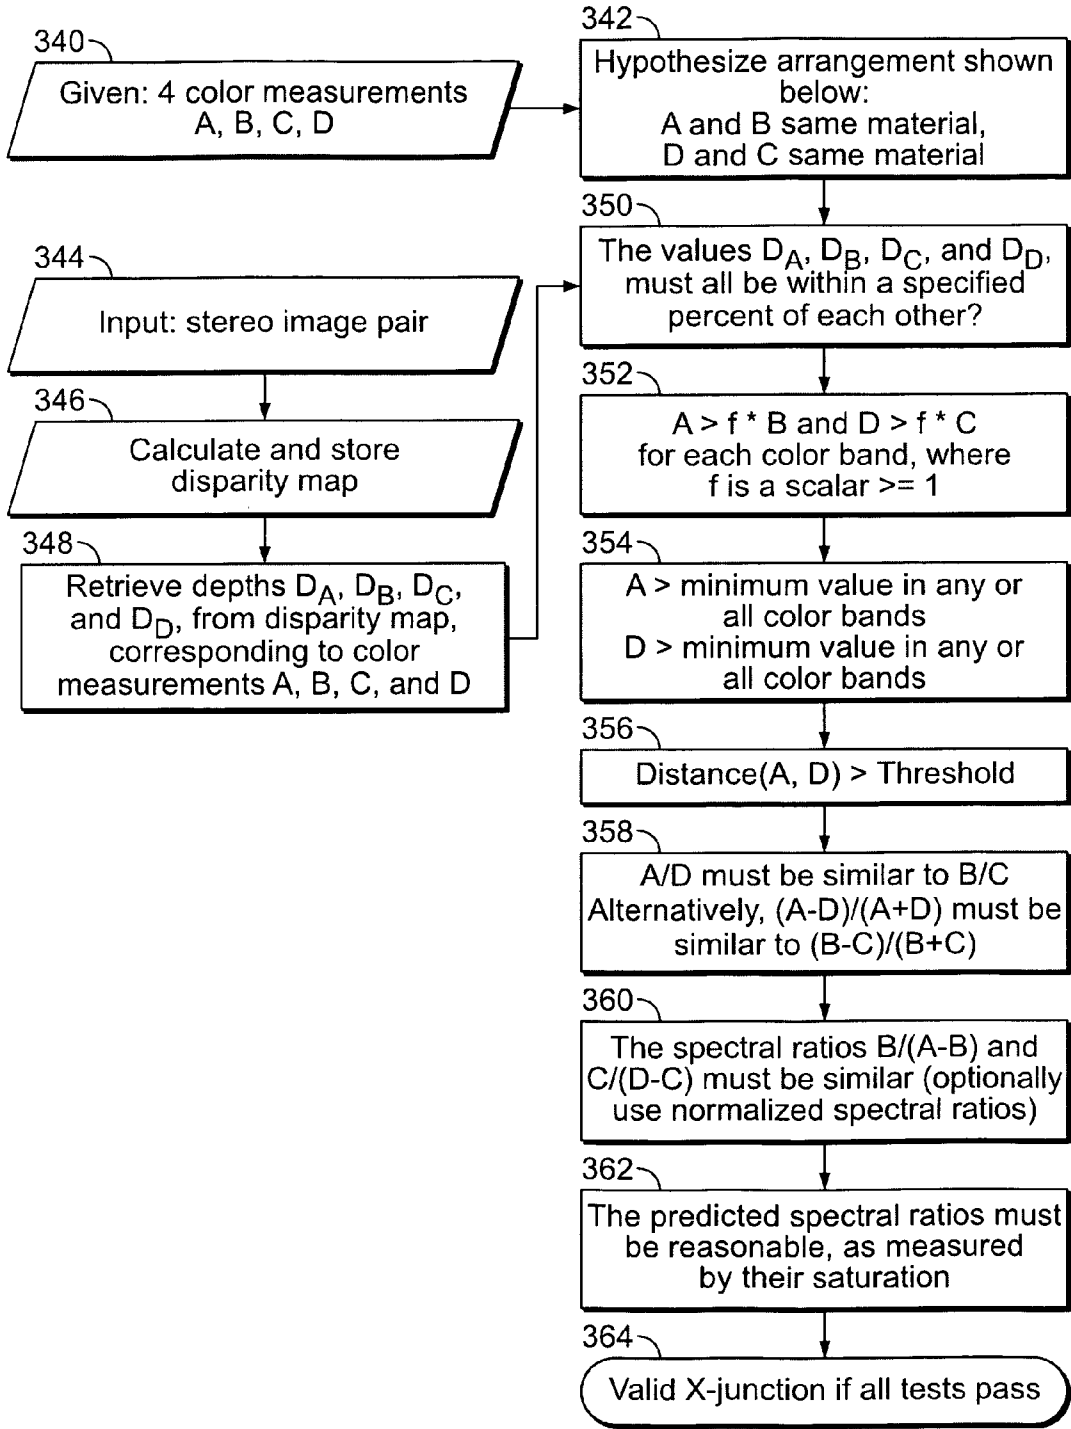 340
Given: 4 color measurements
A, B, C, D
342
Hypothesize arrangement shown
below:
A and B same material,
D and C same material
344
Input: stereo image pair
346
Calculate and store
disparity map
348
Retrieve depths DA, DB, DC,
and DD, from disparity map,
corresponding to color
measurements A, B, C, and D
350
The values DA, DB, DC, and DD,
must all be within a specified
percent of each other?
352
A > f * B and D > f * C
for each color band, where
f is a scalar >= 1
354
A > minimum value in any or
all color bands
D > minimum value in any or
all color bands
356
Distance(A, D) > Threshold
358
A/D must be similar to B/C
Alternatively, (A-D)/(A+D) must be
similar to (B-C)/(B+C)
360
The spectral ratios B/(A-B) and
C/(D-C) must be similar (optionally
use normalized spectral ratios)
362
The predicted spectral ratios must
be reasonable, as measured
by their saturation
364
Valid X-junction if all tests pass